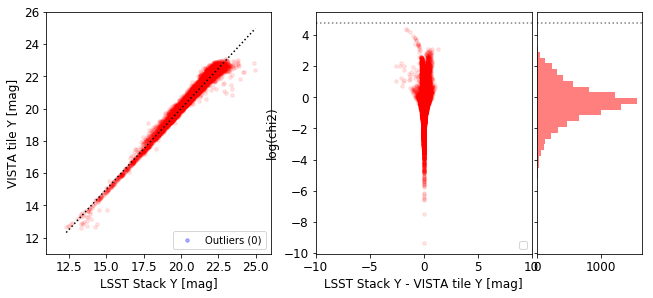 26
24
22
20
18
16
14
12
VISTA tile Y [mag]
12.5 15.0 17.5 20.0 22.5 25.0
LSST Stack Y [mag]
Outliers (0)
4
2
0
−2
−4
−6
−8
−10
log(chi2)
−10 −5 0 5 10
LSST Stack Y - VISTA tile Y [mag]
0 1000